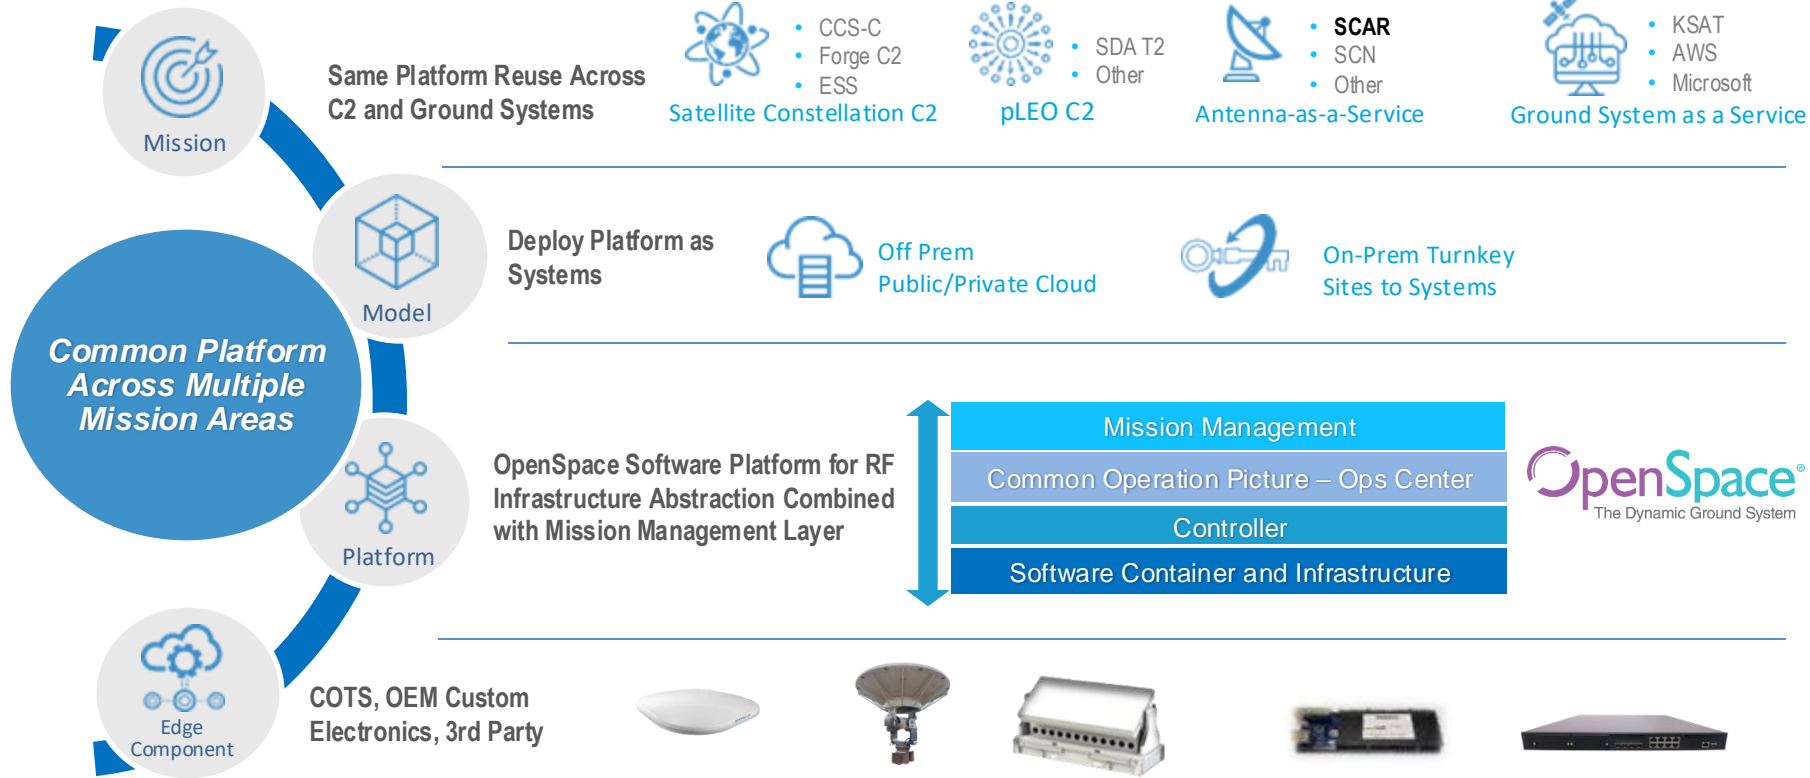 Mission
Same Platform Reuse Across
C2 and Ground Systems
• CCS-C
• Forge C2
• ESS
Satellite Constellation C2
• SDA T2
• Other
pLEO C2
• SCAR
• SCN
• Other
Antenna-as-a-Service
• KSAT
• AWS
• Microsoft
Ground System as a Service
Model
Deploy Platform as
Systems
Off Prem
Public/Private Cloud
On-Prem Turnkey
Sites to Systems
Common Platform
Across Multiple
Mission Areas
Platform
OpenSpace Software Platform for RF
Infrastructure Abstraction Combined
with Mission Management Layer
Mission Management
Common Operation Picture – Ops Center
Controller
Software Container and Infrastructure
OpenSpace®
The Dynamic Ground System
Edge
Component
COTS, OEM Custom
Electronics, 3rd Party